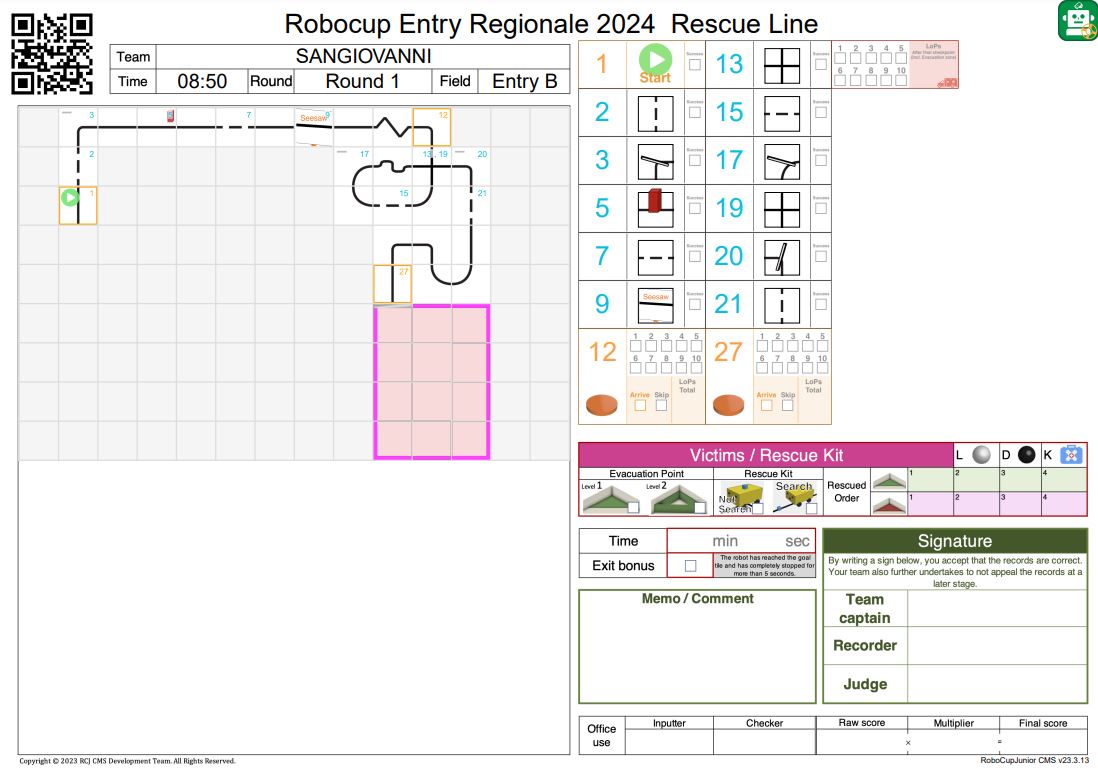 Robocup Entry Regionale 2024  Rescue Line
Team SANGIOVANNI
Time 08:50 Round Round 1 Field Entry B
3 7 Seesaw 9 12
2 17 13, 19 20
1 15 21
27
1 Start Success 13 Success
1 2 3 4 5
6 7 8 9 10
LoPs
After final checkpoint
(incl. Evacuation zone)
2 Success 15 Success
3 Success 17 Success
5 Success 19 Success
7 Success 20 Success
9 Seesaw Success 21 Success
12 1 2 3 4 5 27 1 2 3 4 5
6 7 8 9 10 6 7 8 9 10
Arrive Skip LoPs Total Arrive Skip LoPs Total
Victims / Rescue Kit L D K
Evacuation Point Rescue Kit
Level 1 Level 2 Not Search Search
Rescued Order
1 2 3 4
1 2 3 4
Time min sec
Exit bonus The robot has reached the goal
tile and has completely stopped for
more than 5 seconds.
Signature
By writing a sign below, you accept that the records are correct.
Your team also further undertakes to not appeal the records at a
later stage.
Team captain
Recorder
Judge
Memo / Comment
Office use Inputter Checker Raw score Multiplier Final score
× =
Copyright © 2023 RCJ CMS Development Team. All Rights Reserved.
RoboCupJunior CMS v23.3.13